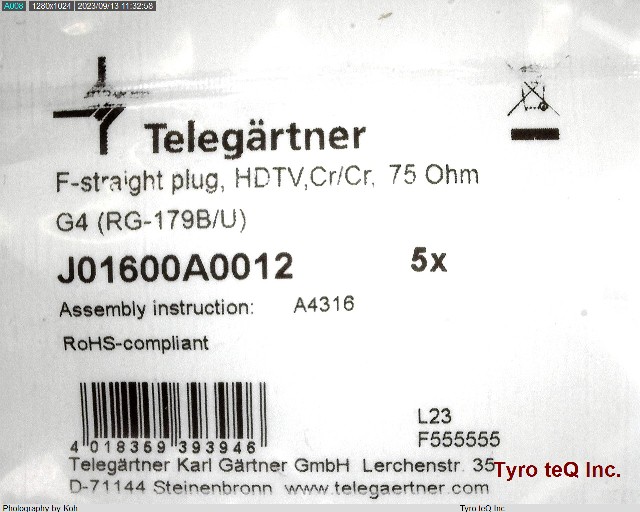 A008 1280x1024 2023/09/13 11:32:58
Telegärtner
F-straight plug, HDTV,Cr/Cr, 75 Ohm
G4 (RG-179B/U)
J01600A0012 5x
Assembly instruction: A4316
RoHS-compliant
L23
F555555
4 018359 393946
Telegärtner Karl Gärtner GmbH Lerchenstr. 35
Tyro teQ Inc.
D-71144 Steinenbronn www.telegaertner.com
Photography by Koh Tyro teQ Inc